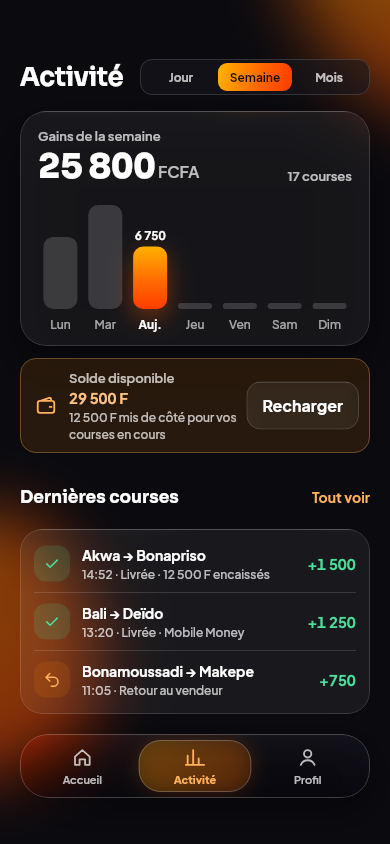 Activité
Jour Semaine Mois
Gains de la semaine
25 800 FCFA
17 courses
6 750
Lun Mar Auj. Jeu Ven Sam Dim
Solde disponible
29 500 F
12 500 F mis de côté pour vos
courses en cours
Recharger
Dernières courses
Tout voir
Akwa → Bonapriso
14:52 · Livrée · 12 500 F encaissés
+1 500
Bali → Deïdo
13:20 · Livrée · Mobile Money
+1 250
Bonamoussadi → Makepe
11:05 · Retour au vendeur
+750
Accueil Activité Profil